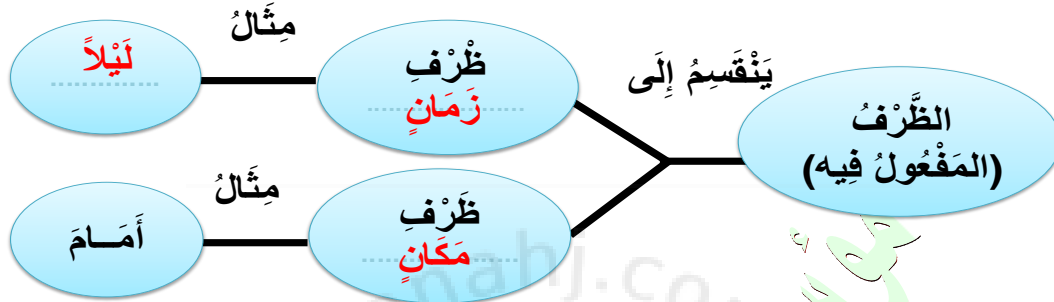 الظَّرْفُ
(المَفْعُولُ فِيه)
يَنْقَسِمُ إِلَى
ظْرْفِ
زَمَانٍ
مِثَالُ
لَيْلاً
ظَرْفِ
مَكَانٍ
مِثَالُ
أَمَــامَ